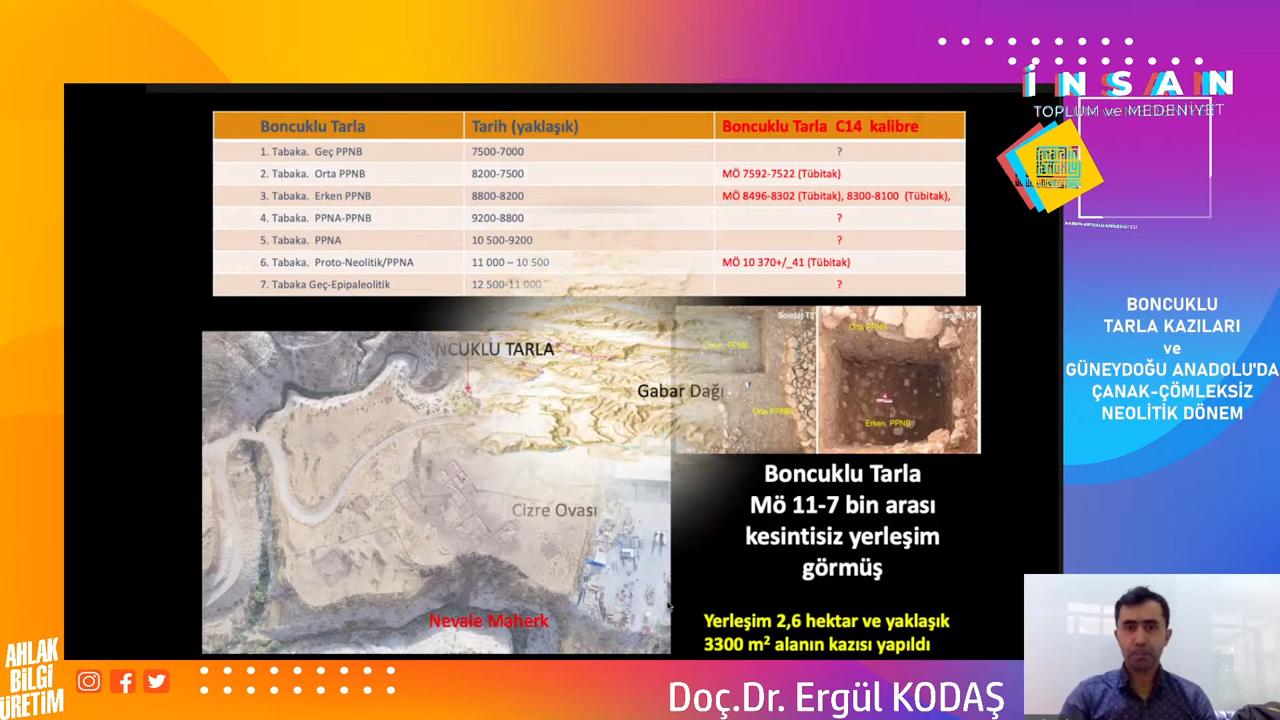 İNSAN
TOPLUM ve MEDENİYET
Boncuklu Tarla Tarih (yaklaşık) Boncuklu Tarla C14 kalibre
1. Tabaka. Geç PPNB 7500-7000 ?
2. Tabaka. Orta PPNB 8200-7500 MÖ 7592-7522 (Tübitak)
3. Tabaka. Erken PPNB 8800-8200 MÖ 8496-8302 (Tübitak), 8300-8100 (Tübitak),
4. Tabaka. PPNA-PPNB 9200-8800 ?
5. Tabaka. PPNA 10 500-9200 ?
6. Tabaka. Proto-Neolitik/PPNA 11 000 – 10 500 MÖ 10 370+/_41 (Tübitak)
7. Tabaka Geç-Epipaleolitik 12 500-11 000 ?
NCUKLU TARLA
Gabar Dağı
Cizre Ovası
Nevale Maherk
Sondaj K9
Erken. PPNB
Orta PPNB
Orta PPNB
Erken. PPNB
Boncuklu Tarla
Mö 11-7 bin arası
kesintisiz yerleşim
görmüş
Yerleşim 2,6 hektar ve yaklaşık
3300 m² alanın kazısı yapıldı
BONCUKLU
TARLA KAZILARI
ve
GÜNEYDOĞU ANADOLU'DA
ÇANAK-ÇÖMLEKSİZ
NEOLİTİK DÖNEM
AHLAK
BİLGİ
ÜRETİM
Doç.Dr. Ergül KODAŞ